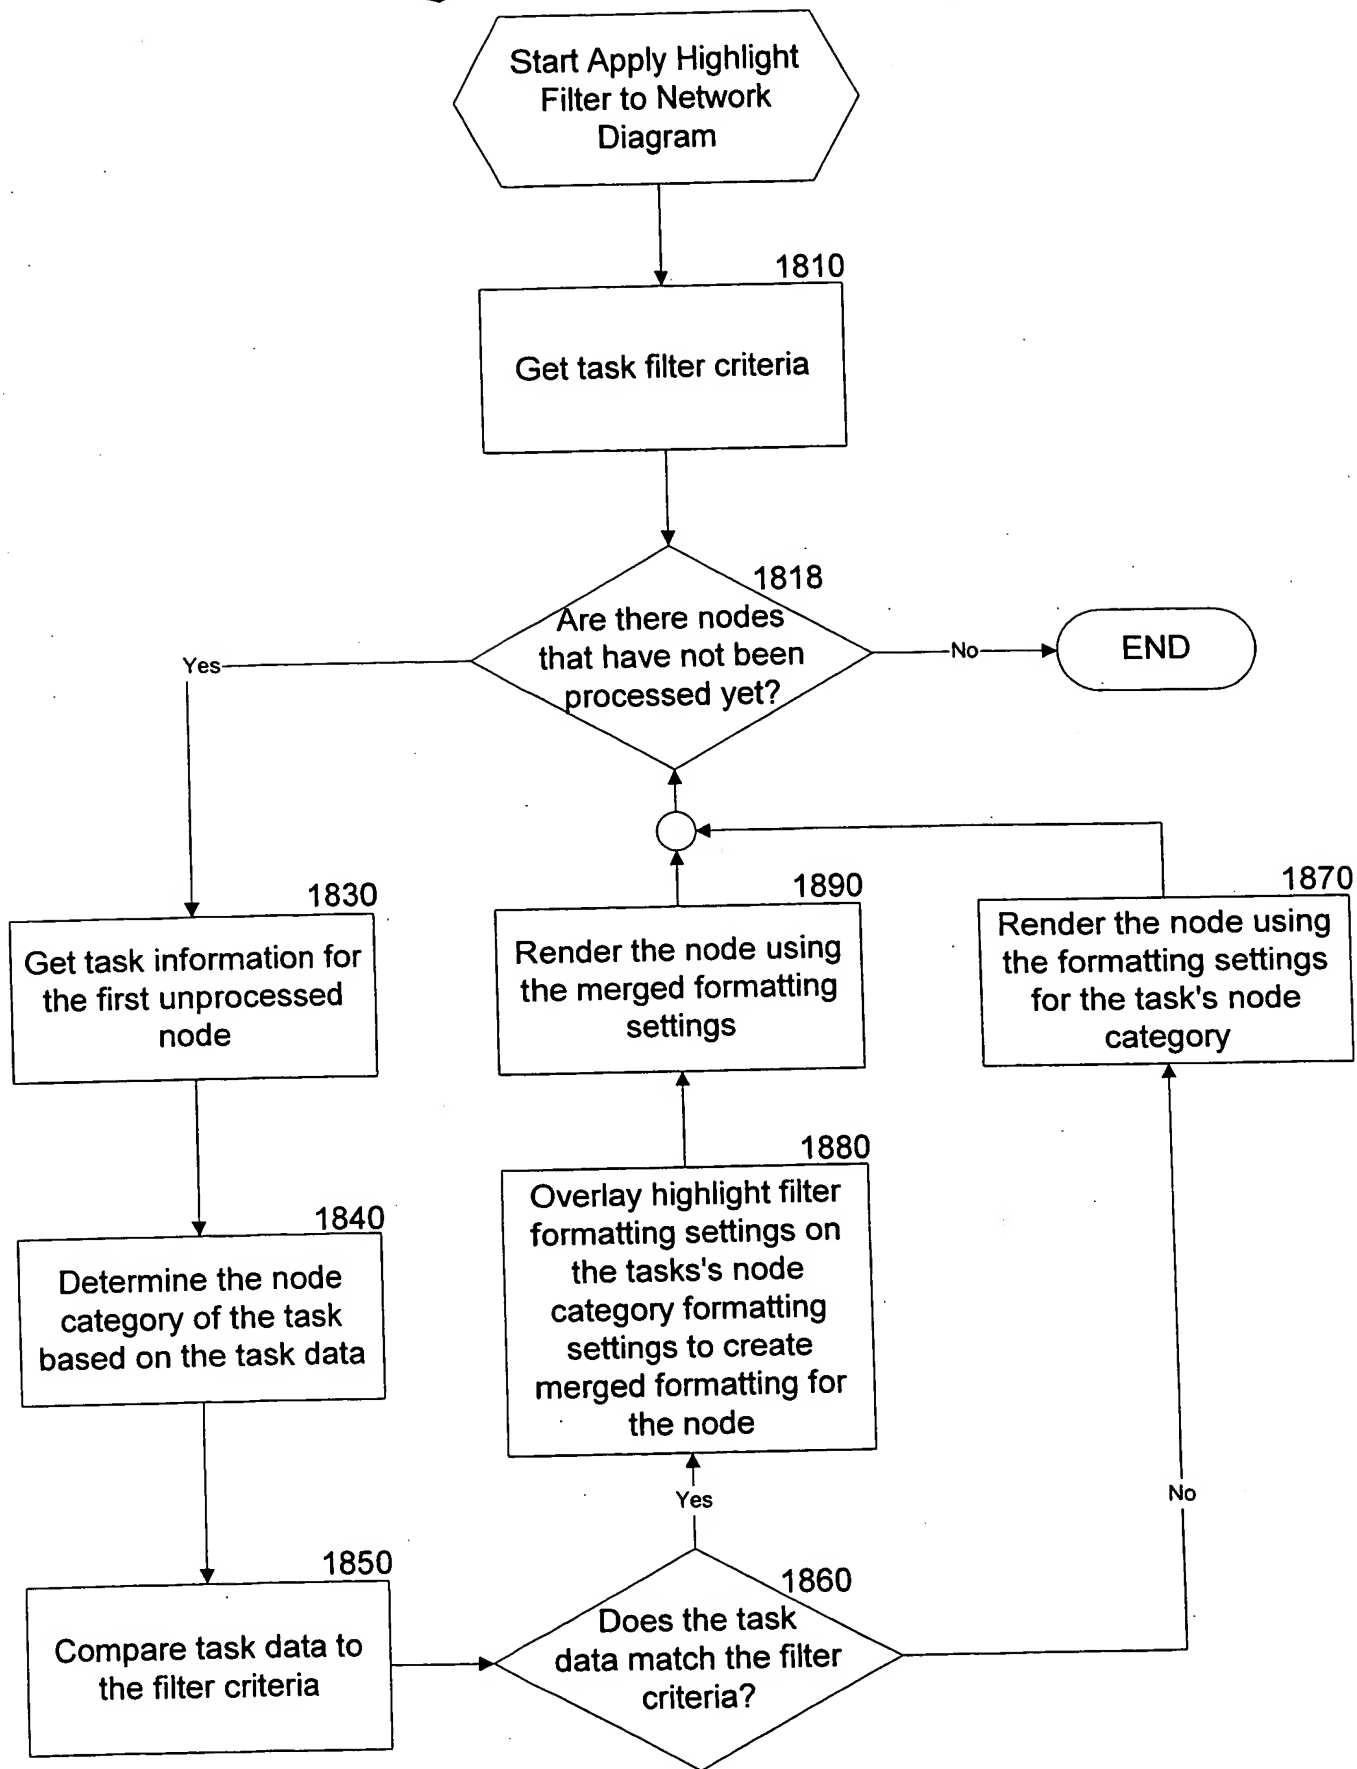 Start Apply Highlight
Filter to Network
Diagram
1810
Get task filter criteria
1818
Are there nodes
that have not been
processed yet?
Yes
No
END
1830
Get task information for
the first unprocessed
node
1890
Render the node using
the merged formatting
settings
1870
Render the node using
the formatting settings
for the task's node
category
1840
Determine the node
category of the task
based on the task data
1880
Overlay highlight filter
formatting settings on
the tasks's node
category formatting
settings to create
merged formatting for
the node
Yes
No
1850
Compare task data to
the filter criteria
1860
Does the task
data match the filter
criteria?